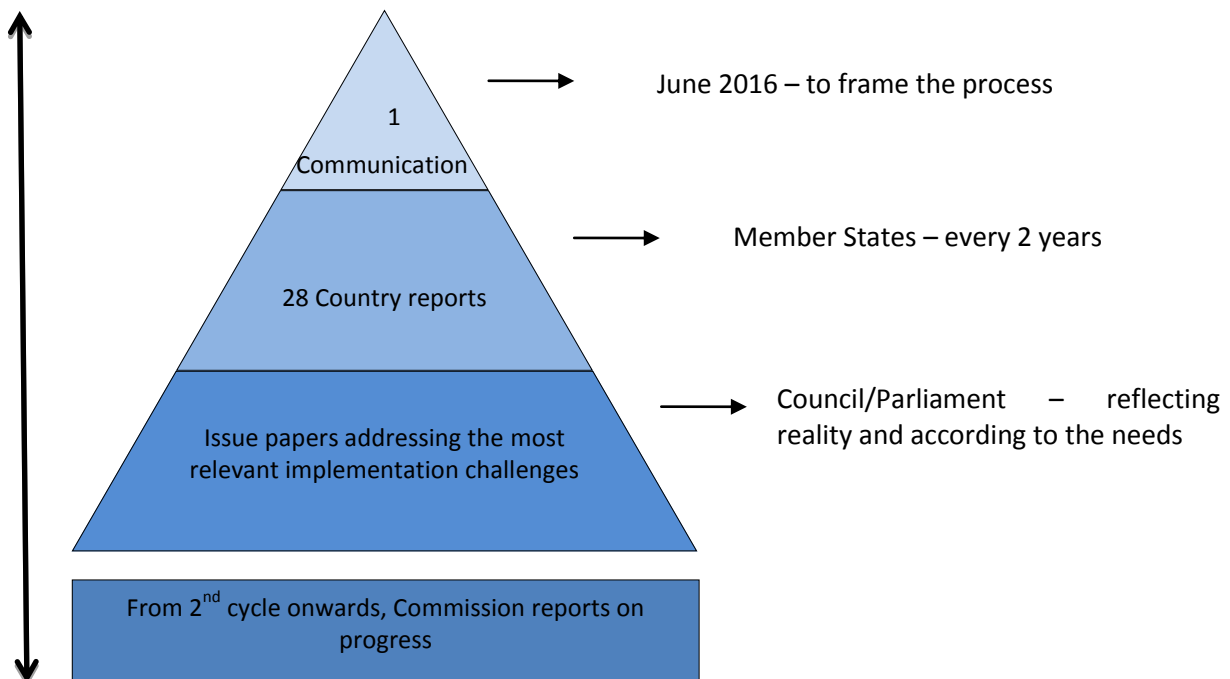 1
Communication
June 2016 – to frame the process
28 Country reports
Member States – every 2 years
Issue papers addressing the most
relevant implementation challenges
Council/Parliament – reflecting
reality and according to the needs
From 2nd cycle onwards, Commission reports on
progress